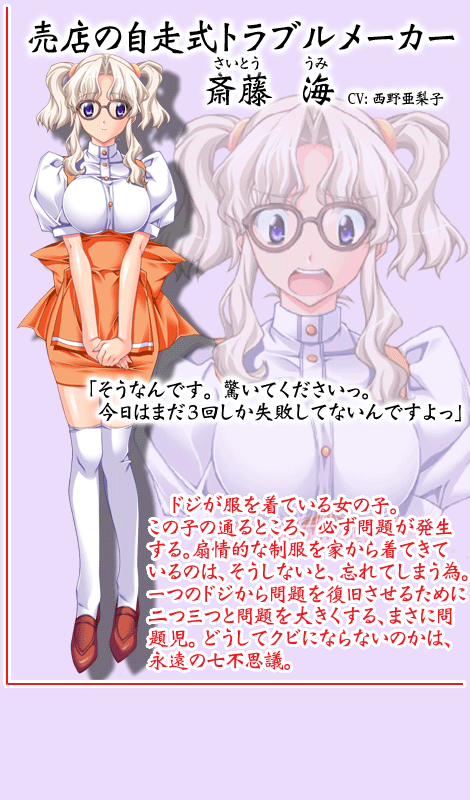 売店の自走式トラブルメーカー
さいとう うみ
斎藤 海 CV: 西野亜梨子
「そうなんです。 驚いてくださいっ。
今日はまだ3回しか失敗してないんですよっ」
ドジが服を着ている女の子。
この子の通るところ、必ず問題が発生
する。扇情的な制服を家から着てきて
いるのは、そうしないと、忘れてしまう為。
一つのドジから問題を復旧させるために
二つ三つと問題を大きくする、まさに問
題児。どうしてクビにならないのかは、
永遠の七不思議。